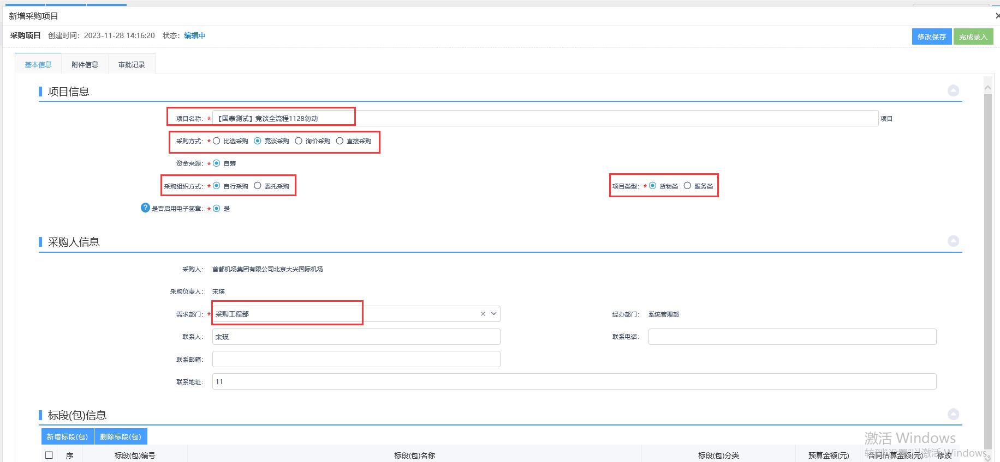 新增采购项目
采购项目 创建时间：2023-11-28 14:16:20 状态：编辑中 修改保存 完成录入
基本信息 附件信息 审批记录
项目信息
项目名称：* 【国泰测试】竞谈全流程1128勿动 项目
采购方式：* 比选采购 竞谈采购 询价采购 直接采购
资金来源：* 自筹
采购组织方式：* 自行采购 委托采购 项目类型：* 货物类 服务类
? 是否启用电子签章：* 是
采购人信息
采购人： 首都机场集团有限公司北京大兴国际机场
采购负责人： 宋瑛
需求部门：* 采购工程部 经办部门： 系统管理部
联系人： 宋瑛 联系电话：
联系邮箱：
联系地址： 11
标段(包)信息
新增标段(包) 删除标段(包)
激活 Windows
转到"设置"以激活 Windows。
序 标段(包)编号 标段(包)名称 标段(包)分类 预算金额(元) 合同估算金额(元) 修改